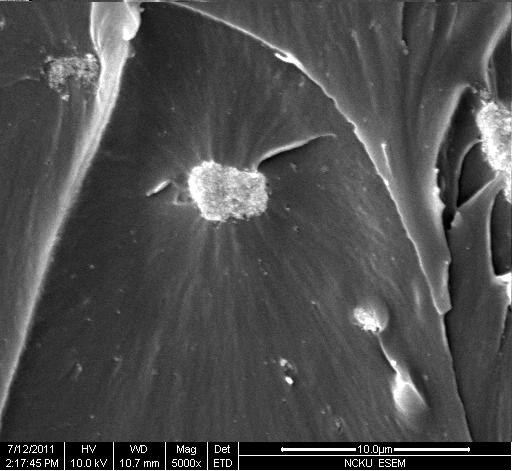 7/12/2011 HV WD Mag Det 10.0µm
2:17:45 PM 10.0 kV 10.7 mm 5000x ETD NCKU ESEM